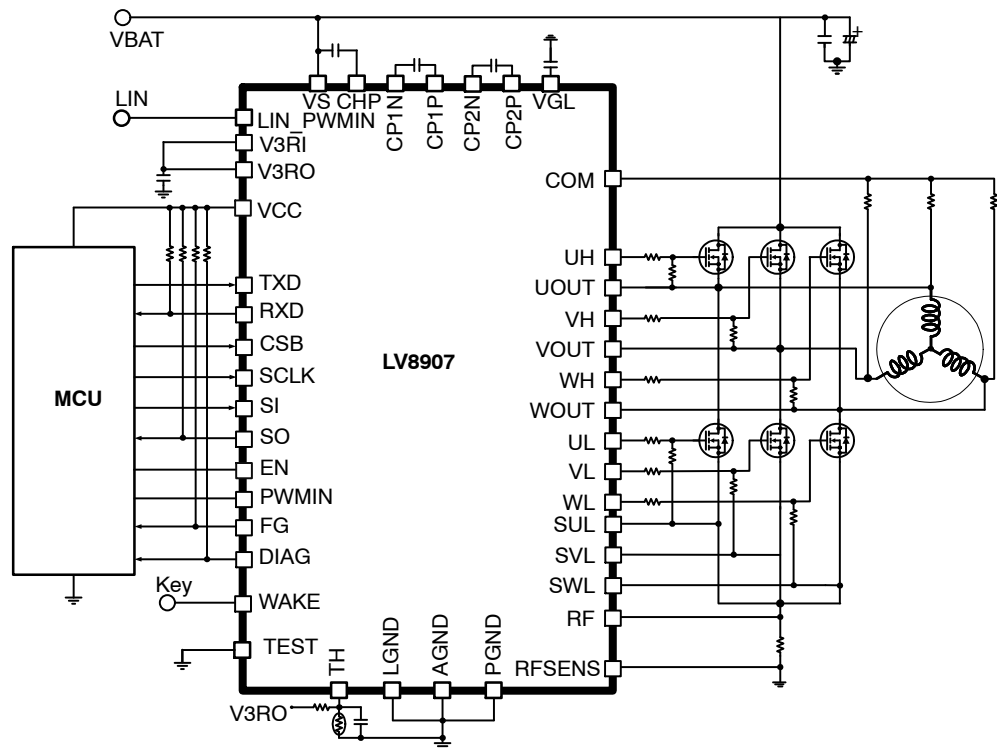 VBAT
+
LIN
VS CHP
CP1N
CP1P
CP2N
CP2P
VGL
LIN_PWMIN
V3RI
V3RO
VCC
COM
UH
UOUT
VH
VOUT
WH
WOUT
UL
VL
WL
SUL
SVL
SWL
RF
RFSENS
LV8907
MCU
TXD
RXD
CSB
SCLK
SI
SO
EN
PWMIN
FG
DIAG
Key
WAKE
TEST
TH
LGND
AGND
PGND
V3RO